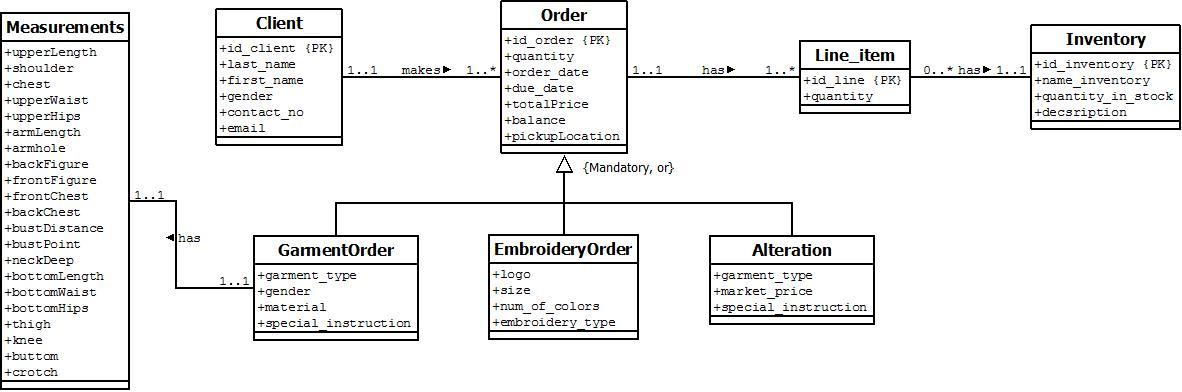 Measurements
+upperLength
+shoulder
+chest
+upperWaist
+upperHips
+armLength
+armhole
+backFigure
+frontFigure
+frontChest
+backChest
+bustDistance
+bustPoint
+neckDeep
+bottomLength
+bottomWaist
+bottomHips
+thigh
+knee
+buttom
+crotch
Client
+id_client {PK}
+last_name
+first_name
+gender
+contact_no
+email
1..1 makes 1..*
Order
+id_order {PK}
+quantity
+order_date
+due_date
+totalPrice
+balance
+pickupLocation
1..1 has 1..*
Line_item
+id_line {PK}
+quantity
0..* has 1..1
Inventory
+id_inventory {PK}
+name_inventory
+quantity_in_stock
+decsription
{Mandatory, or}
1..1
has
1..1
GarmentOrder
+garment_type
+gender
+material
+special_instruction
EmbroideryOrder
+logo
+size
+num_of_colors
+embroidery_type
Alteration
+garment_type
+market_price
+special_instruction